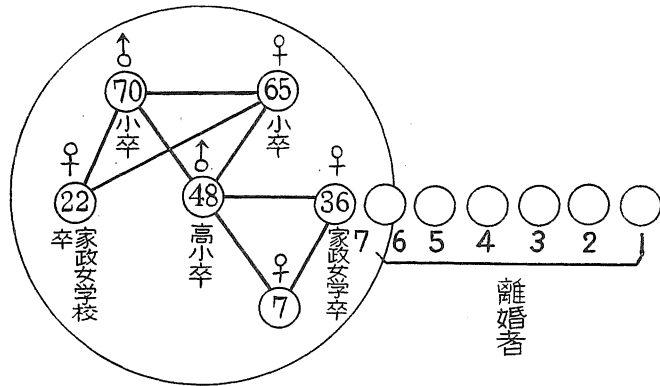 ♂ ♀
70 65
小卒 小卒
♀ ♂ ♀
22 48 36
家政女学校卒
高小卒
家政女学卒
♀
7
7 6 5 4 3 2 1
離婚者